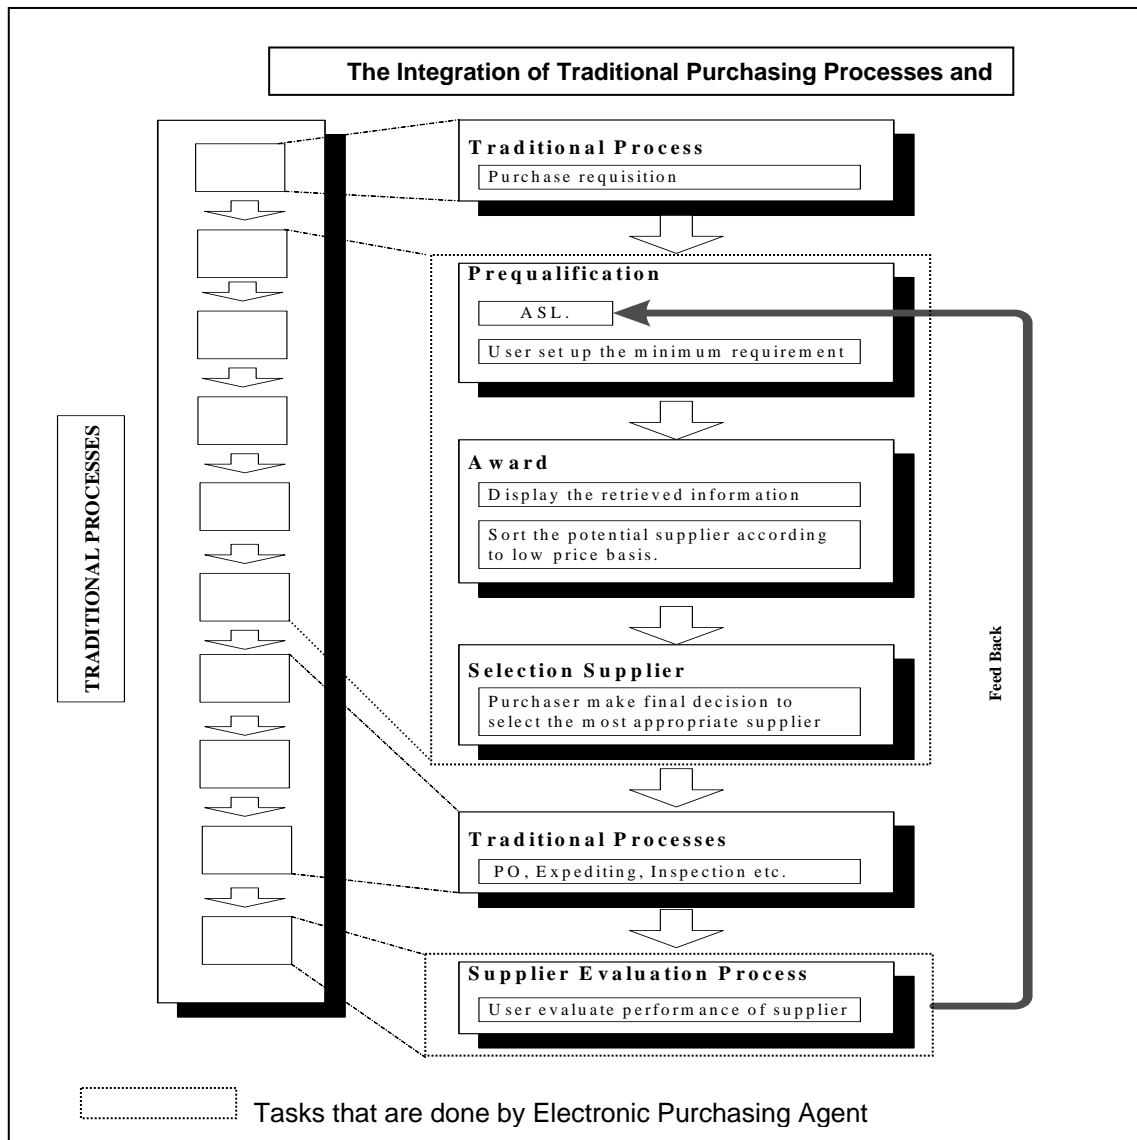 The Integration of Traditional Purchasing Processes and
TRADITIONAL PROCESSES
Traditional Process
Purchase requisition
Prequalification
ASL.
User set up the minimum requirement
Award
Display the retrieved information
Sort the potential supplier according
to low price basis.
Selection Supplier
Purchaser make final decision to
select the most appropriate supplier
Traditional Processes
PO, Expediting, Inspection etc.
Supplier Evaluation Process
User evaluate performance of supplier
Feed Back
Tasks that are done by Electronic Purchasing Agent